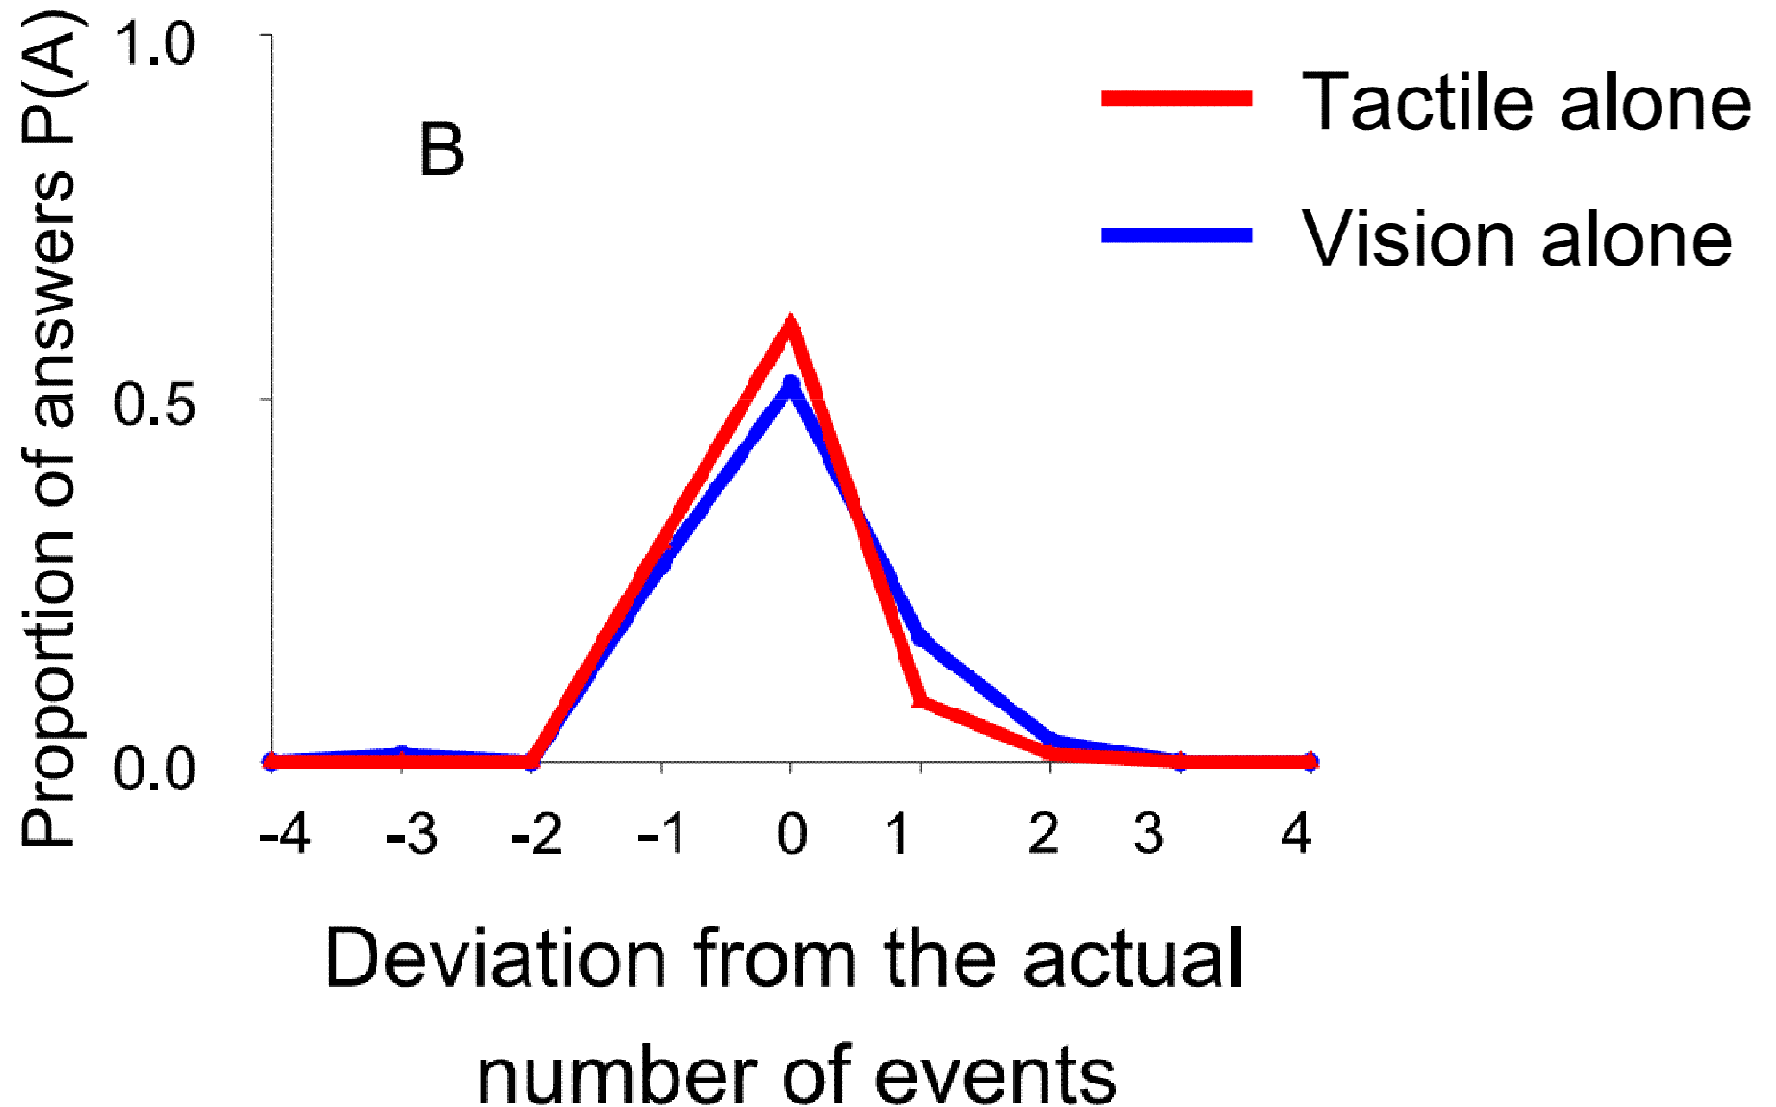 Proportion of answers P(A)
1.0
0.5
0.0
B
Tactile alone
Vision alone
-4 -3 -2 -1 0 1 2 3 4
Deviation from the actual
number of events